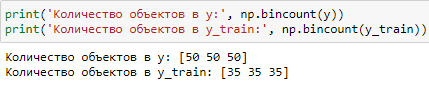 print('Количество объектов в y:', np.bincount(y))
print('Количество объектов в y_train:', np.bincount(y_train))
Количество объектов в y: [50 50 50]
Количество объектов в y_train: [35 35 35]